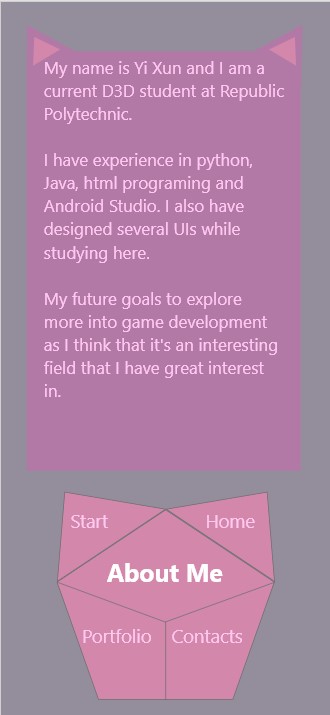 My name is Yi Xun and I am a
current D3D student at Republic
Polytechnic.
I have experience in python,
Java, html programing and
Android Studio. I also have
designed several UIs while
studying here.
My future goals to explore
more into game development
as I think that it's an interesting
field that I have great interest
in.
Start
Home
About Me
Portfolio
Contacts